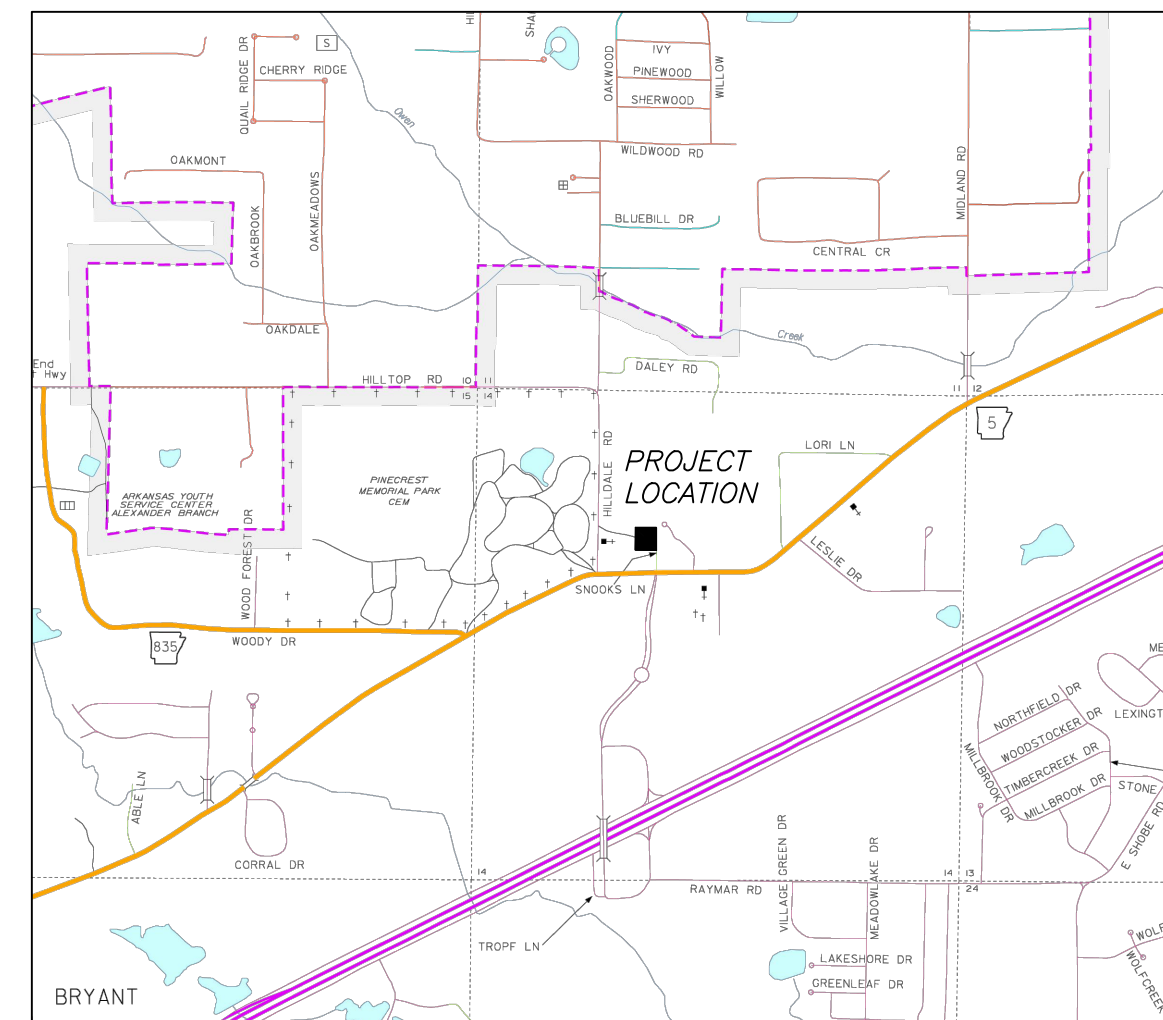 QUAIL RIDGE DR
S
CHERRY RIDGE
HI
SHA
OAKWOOD
IVY
PINEWOOD
SHERWOOD
WILLOW
WILDWOOD RD
Owen
OAKMONT
OAKBROOK
OAKMEADOWS
OAKDALE
BLUEBILL DR
CENTRAL CR
MIDLAND RD
Creek
End
Hwy
HILLTOP RD
10 11
15 14
DALEY RD
11 12
5
HILLDALE RD
PROJECT
LOCATION
LORI LN
PINECREST
MEMORIAL PARK
CEM
ARKANSAS YOUTH
SERVICE CENTER
ALEXANDER BRANCH
WOOD FOREST DR
LESLIE DR
SNOOKS LN
835
WOODY DR
ABLE LN
CORRAL DR
NORTHFIELD DR
WOODSTOCKER DR
TIMBERCREEK DR
MILLBROOK DR
MILLBROOK DR
ME
LEXINGT
STONE
E SHOBE RD
14
14 13
24
RAYMAR RD
VILLAGE GREEN DR
MEADOWLAKE DR
TROPF LN
LAKESHORE DR
GREENLEAF DR
WOLF
WOLFCREEK
BRYANT